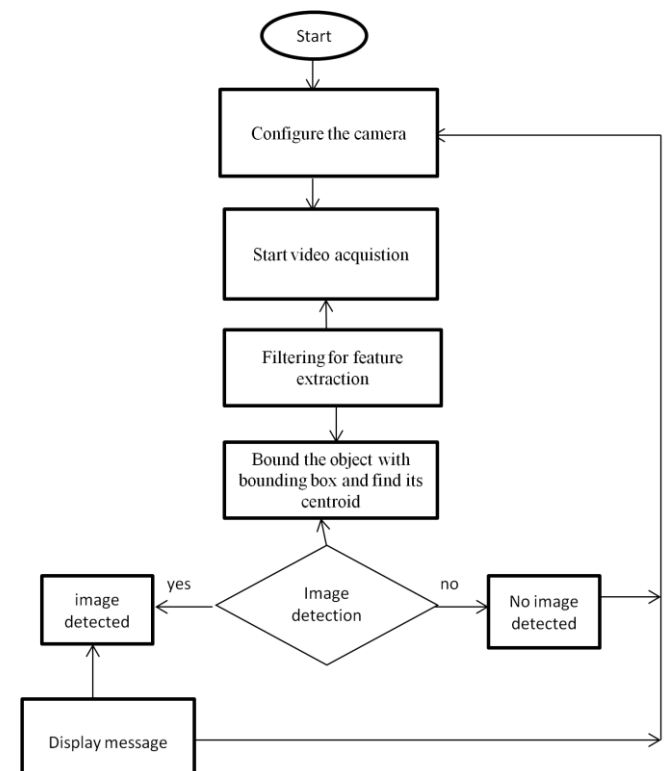 Start
Configure the camera
Start video acquistion
Filtering for feature
extraction
Bound the object with
bounding box and find its
centroid
Image
detection
yes
no
image
detected
No image
detected
Display message